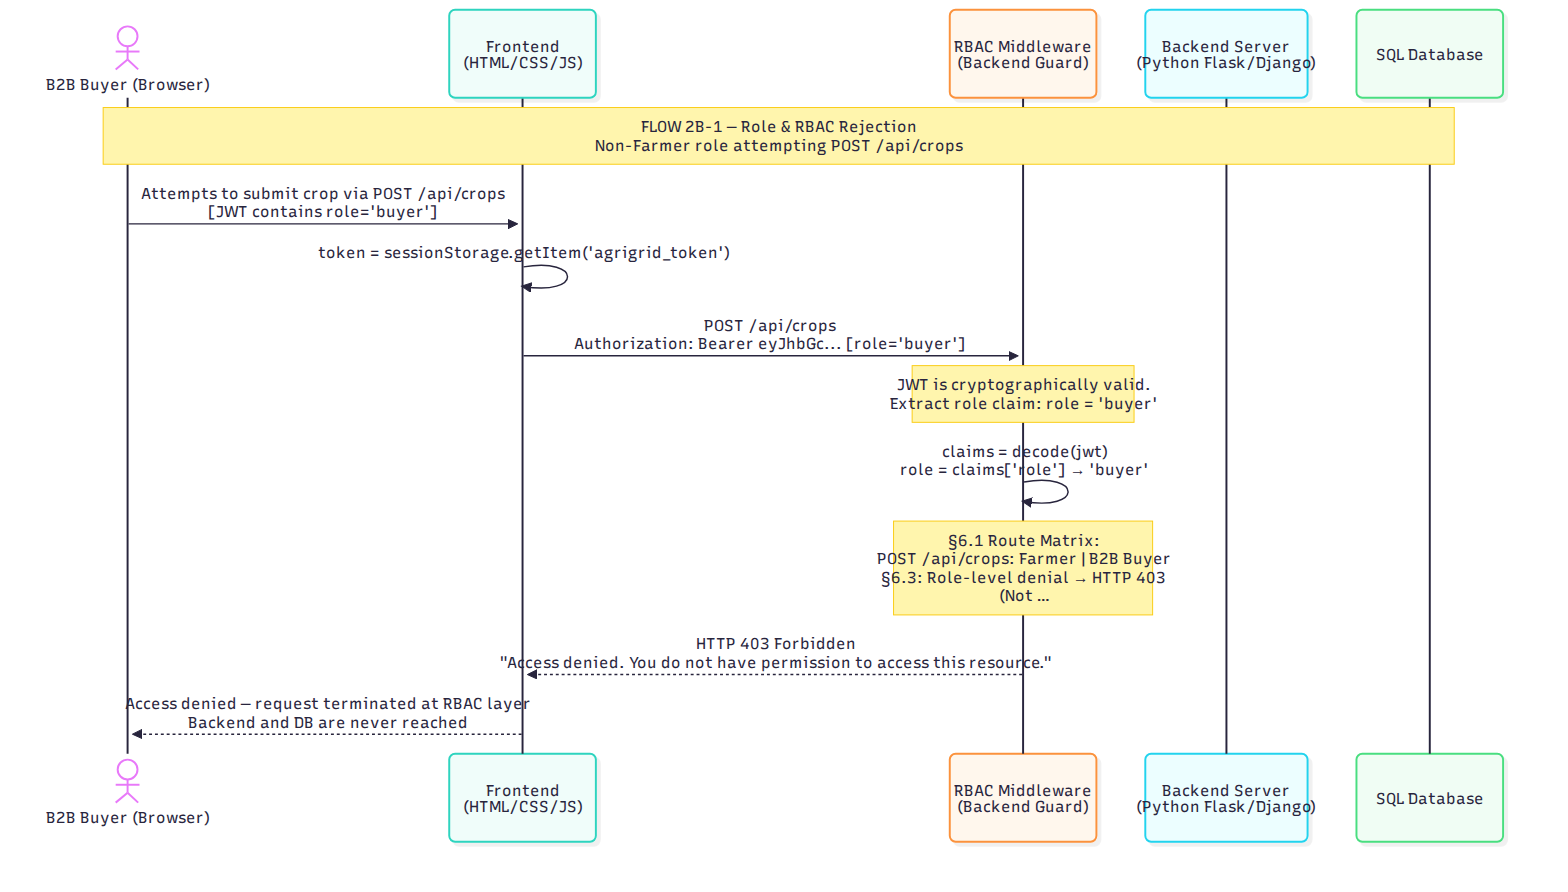 B2B Buyer (Browser)
Frontend
(HTML/CSS/JS)
RBAC Middleware
(Backend Guard)
Backend Server
(Python Flask/Django)
SQL Database
FLOW 2B-1 — Role & RBAC Rejection
Non-Farmer role attempting POST /api/crops
Attempts to submit crop via POST /api/crops
[JWT contains role='buyer']
token = sessionStorage.getItem('agrigrid_token')
POST /api/crops
Authorization: Bearer eyJhbGc... [role='buyer']
JWT is cryptographically valid.
Extract role claim: role = 'buyer'
claims = decode(jwt)
role = claims['role'] → 'buyer'
§6.1 Route Matrix:
POST /api/crops: Farmer | B2B Buyer
§6.3: Role-level denial → HTTP 403
(Not ...
HTTP 403 Forbidden
"Access denied. You do not have permission to access this resource."
Access denied — request terminated at RBAC layer
Backend and DB are never reached
B2B Buyer (Browser)
Frontend
(HTML/CSS/JS)
RBAC Middleware
(Backend Guard)
Backend Server
(Python Flask/Django)
SQL Database